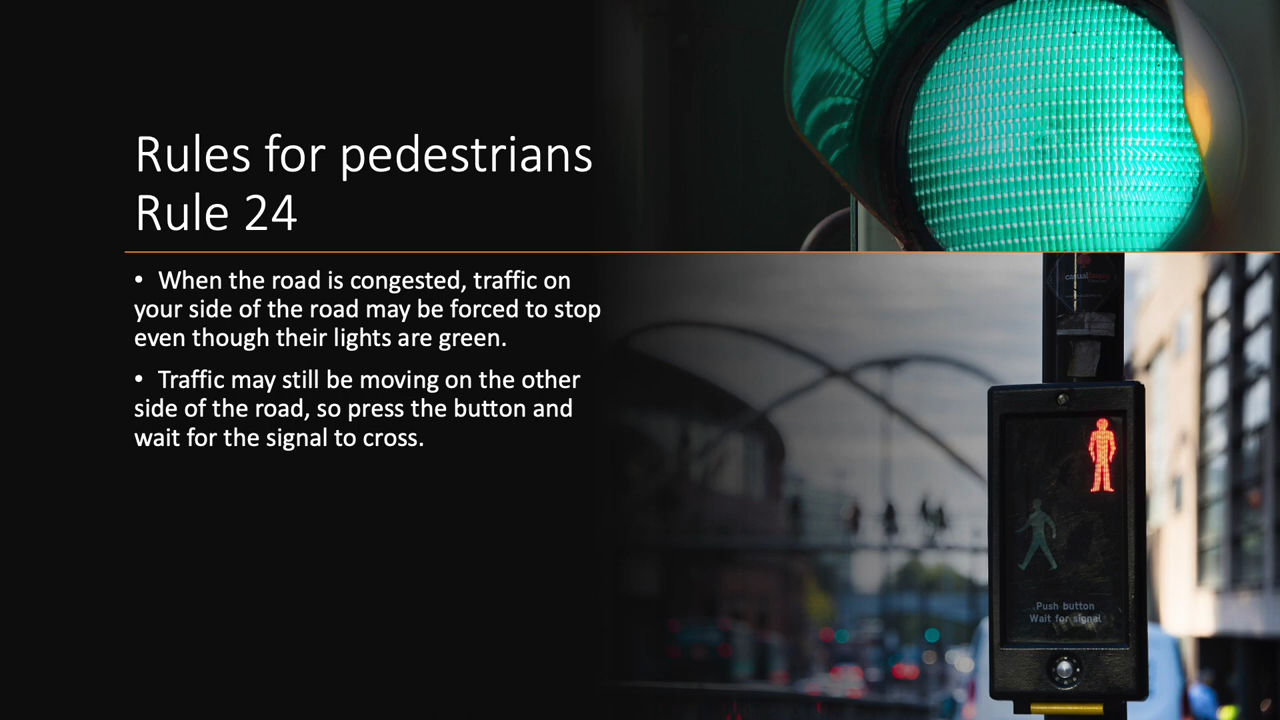 Rules for pedestrians
Rule 24
• When the road is congested, traffic on
your side of the road may be forced to stop
even though their lights are green.
• Traffic may still be moving on the other
side of the road, so press the button and
wait for the signal to cross.
casual
Push button
Wait for signal